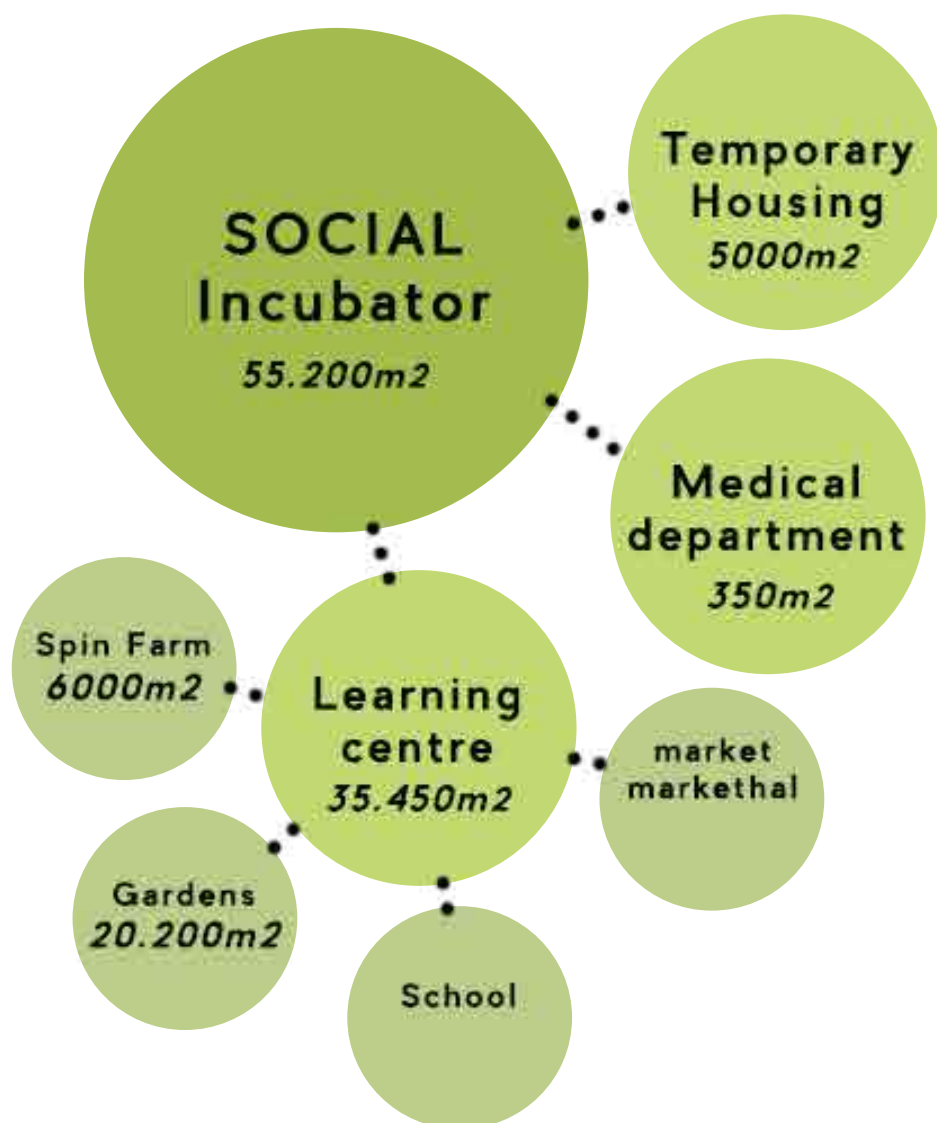 SOCIAL
Incubator
55.200m2
Temporary
Housing
5000m2
Medical
department
350m2
Spin Farm
6000m2
Learning
centre
35.450m2
market
markethal
Gardens
20.200m2
School